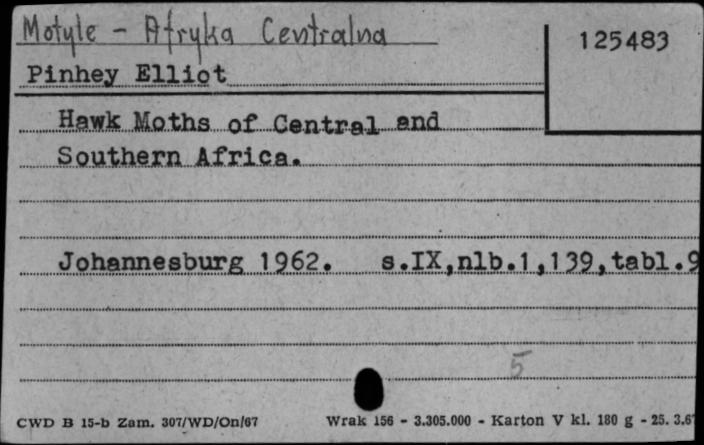 Motyle - Afryka Centralna
125483
Pinhey Elliot
Hawk Moths of Central and
Southern Africa.
Johannesburg 1962. s.IX,nlb.1,139,tabl.9
5
CWD B 15-b Zam. 307/WD/On/67 Wrak 156 - 3.305.000 - Karton V kl. 180 g - 25. 3.67